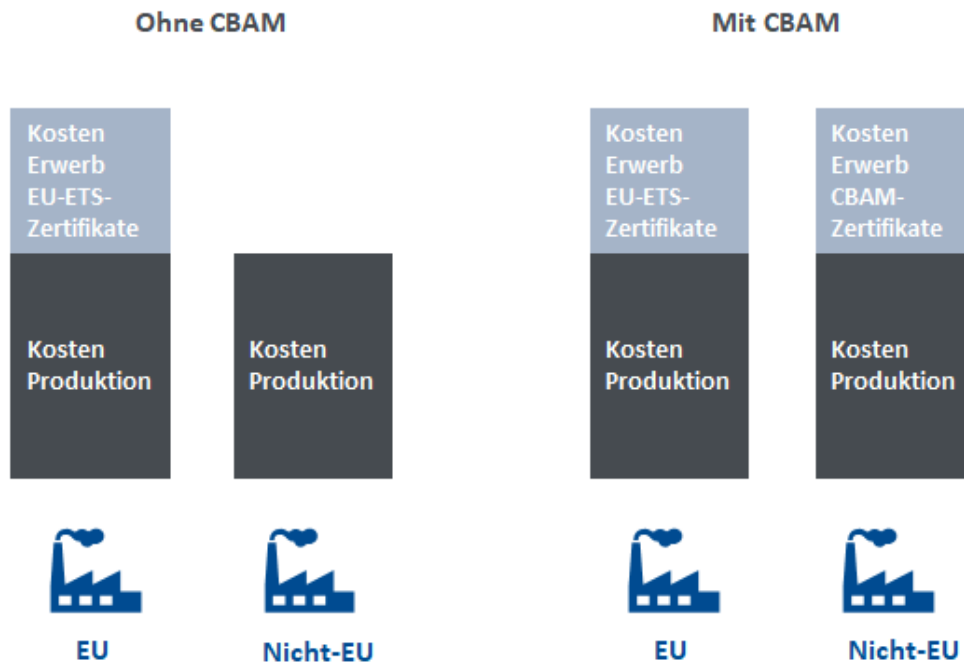 Ohne CBAM
Mit CBAM
Kosten
Erwerb
EU-ETS-
Zertifikate
Kosten
Produktion
Kosten
Produktion
Kosten
Erwerb
EU-ETS-
Zertifikate
Kosten
Produktion
Kosten
Erwerb
CBAM-
Zertifikate
Kosten
Produktion
EU
Nicht-EU
EU
Nicht-EU